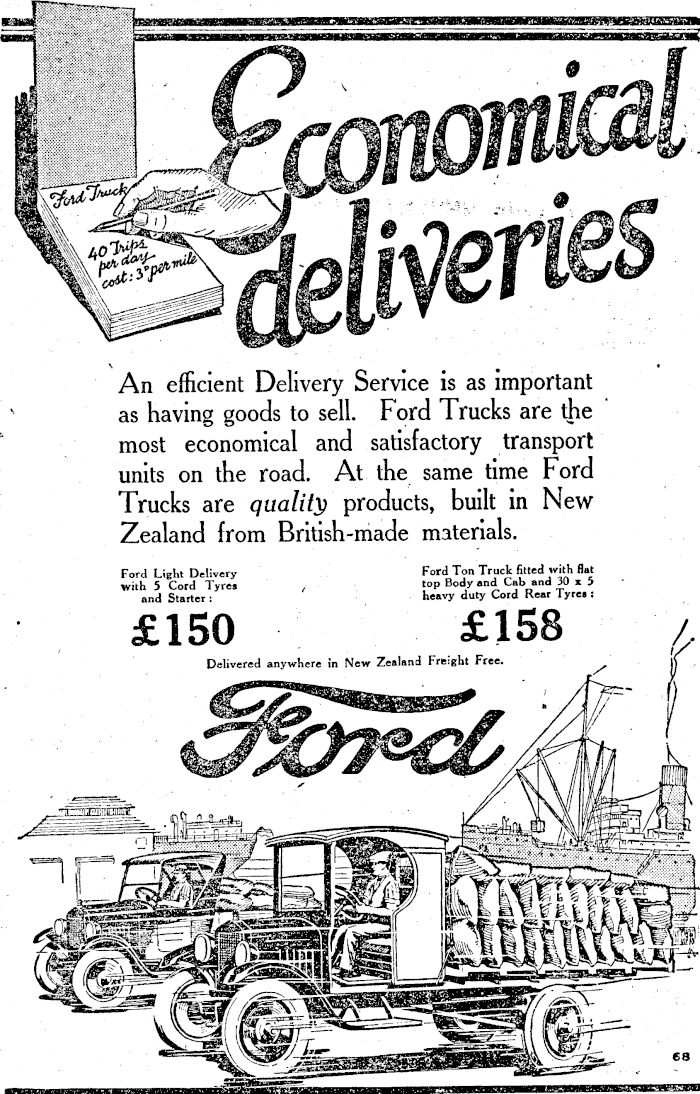 Economical
deliveries
Ford Truck
40 Trips
per day
cost: 3ᴰ per mile
An efficient Delivery Service is as important
as having goods to sell. Ford Trucks are the
most economical and satisfactory transport
units on the road. At the same time Ford
Trucks are quality products, built in New
Zealand from British-made materials.
Ford Light Delivery
with 5 Cord Tyres
and Starter:
£150
Ford Ton Truck fitted with flat
top Body and Cab and 30 x 5
heavy duty Cord Rear Tyres:
£158
Delivered anywhere in New Zealand Freight Free.
Ford
68